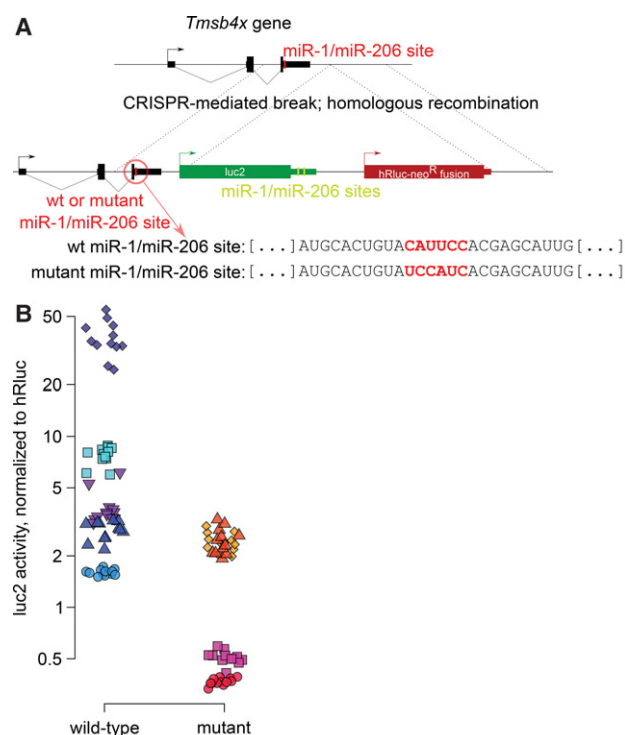 A
Tmsb4x gene
miR-1/miR-206 site
CRISPR-mediated break; homologous recombination
luc2
hRluc-neoR fusion
wt or mutant
miR-1/miR-206 site
miR-1/miR-206 sites
wt miR-1/miR-206 site:[...]AUGCACUGUACAUUCCACGAGCAUUG[...]
mutant miR-1/miR-206 site:[...]AUGCACUGUAUCCAUCACGAGCAUUG[...]
B
luc2 activity, normalized to hRluc
50
20
10
5
2
1
0.5
wild-type
mutant